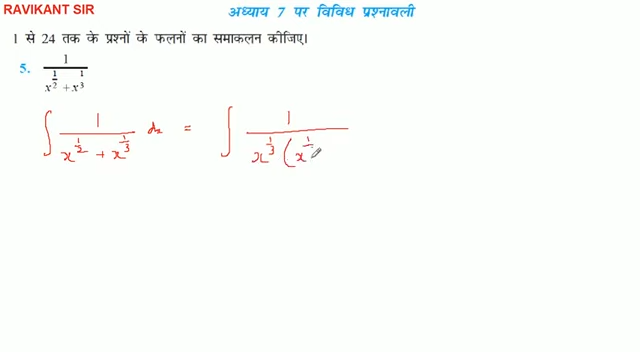 RAVIKANT SIR
अध्याय 7 पर विविध प्रश्नावली
1 से 24 तक के प्रश्नों के फलनों का समाकलन कीजिए।
5. 1/(x^(1/2) + x^(1/3))
∫ 1/(x^(1/2) + x^(1/3)) dx = ∫ 1/(x^(1/3) (x^(1/